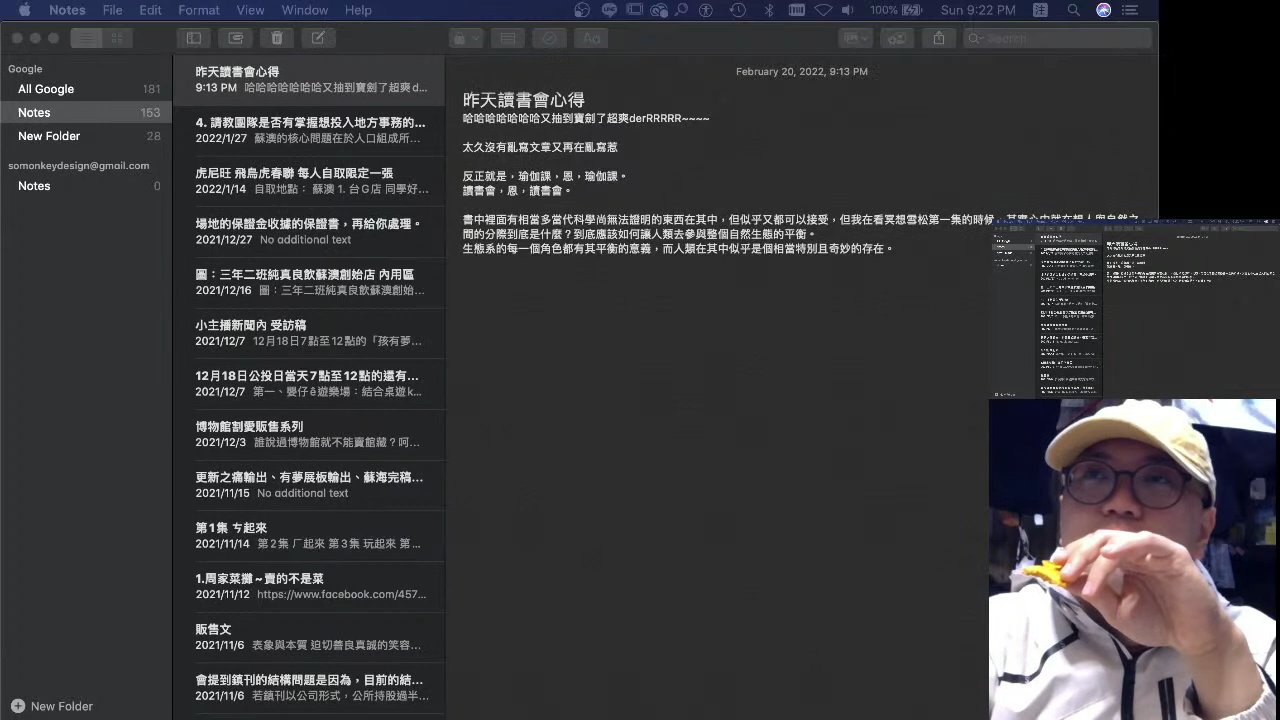 Notes File Edit Format View Window Help
100% Sun 9:22 PM 注
Aa
Search
Google
All Google 181
Notes 153
New Folder 28
somonkeydesign@gmail.com
Notes 0
New Folder
昨天讀書會心得
9:13 PM 哈哈哈哈哈哈哈又抽到寶劍了超爽d...
4. 請教團隊是否有掌握想投入地方事務的...
2022/1/27 蘇澳的核心問題在於人口組成所...
虎尼旺 飛鳥虎春聯 每人自取限定一張
2022/1/14 自取地點： 蘇澳 1. 台G店 同學好...
場地的保證金收據的保證書，再給你處理。
2021/12/27 No additional text
圖：三年二班純真砍飲蘇澳創始店 內用區
2021/12/16 圖：三年二班純真砍飲蘇澳創始...
小主播新聞內 受訪稿
2021/12/7 12月18日7點至12點的「孩有夢...
12月18日公投日當天7點至12點的還有...
2021/12/7 第一、嬰仔ê遊樂場：結合桌遊k...
博物館割愛販售系列
2021/12/3 誰說過博物館就不能賣館藏？呵...
更新之痛輸出、有夢展板輸出、蘇海完稿...
2021/11/15 No additional text
第1集 ㄘ起來
2021/11/14 第2集 ㄏ起來 第3集 玩起來 第...
1.周家菜攤～賣的不是菜
2021/11/12 https://www.facebook.com/457...
販售文
2021/11/6 表象與本質 迫切善良真誠的笑容...
會提到鎮刊的結構問題是因為，目前的結...
2021/11/6 若鎮刊以公司形式，公所持股過半...
February 20, 2022, 9:13 PM
昨天讀書會心得
哈哈哈哈哈哈哈又抽到寶劍了超爽derRRRRR~~~~
太久沒有亂寫文章又再在亂寫惹
反正就是，瑜伽課，恩，瑜伽課。
讀書會，恩，讀書會。
書中裡面有相當多當代科學尚無法證明的東西在其中，但似乎又都可以接受，但我在看冥想雪松第一集的時候，其實心中就在想人與自然之
間的分際到底是什麼？到底應該如何讓人類去參與整個自然生態的平衡。
生態系的每一個角色都有其平衡的意義，而人類在其中似乎是個相當特別且奇妙的存在。